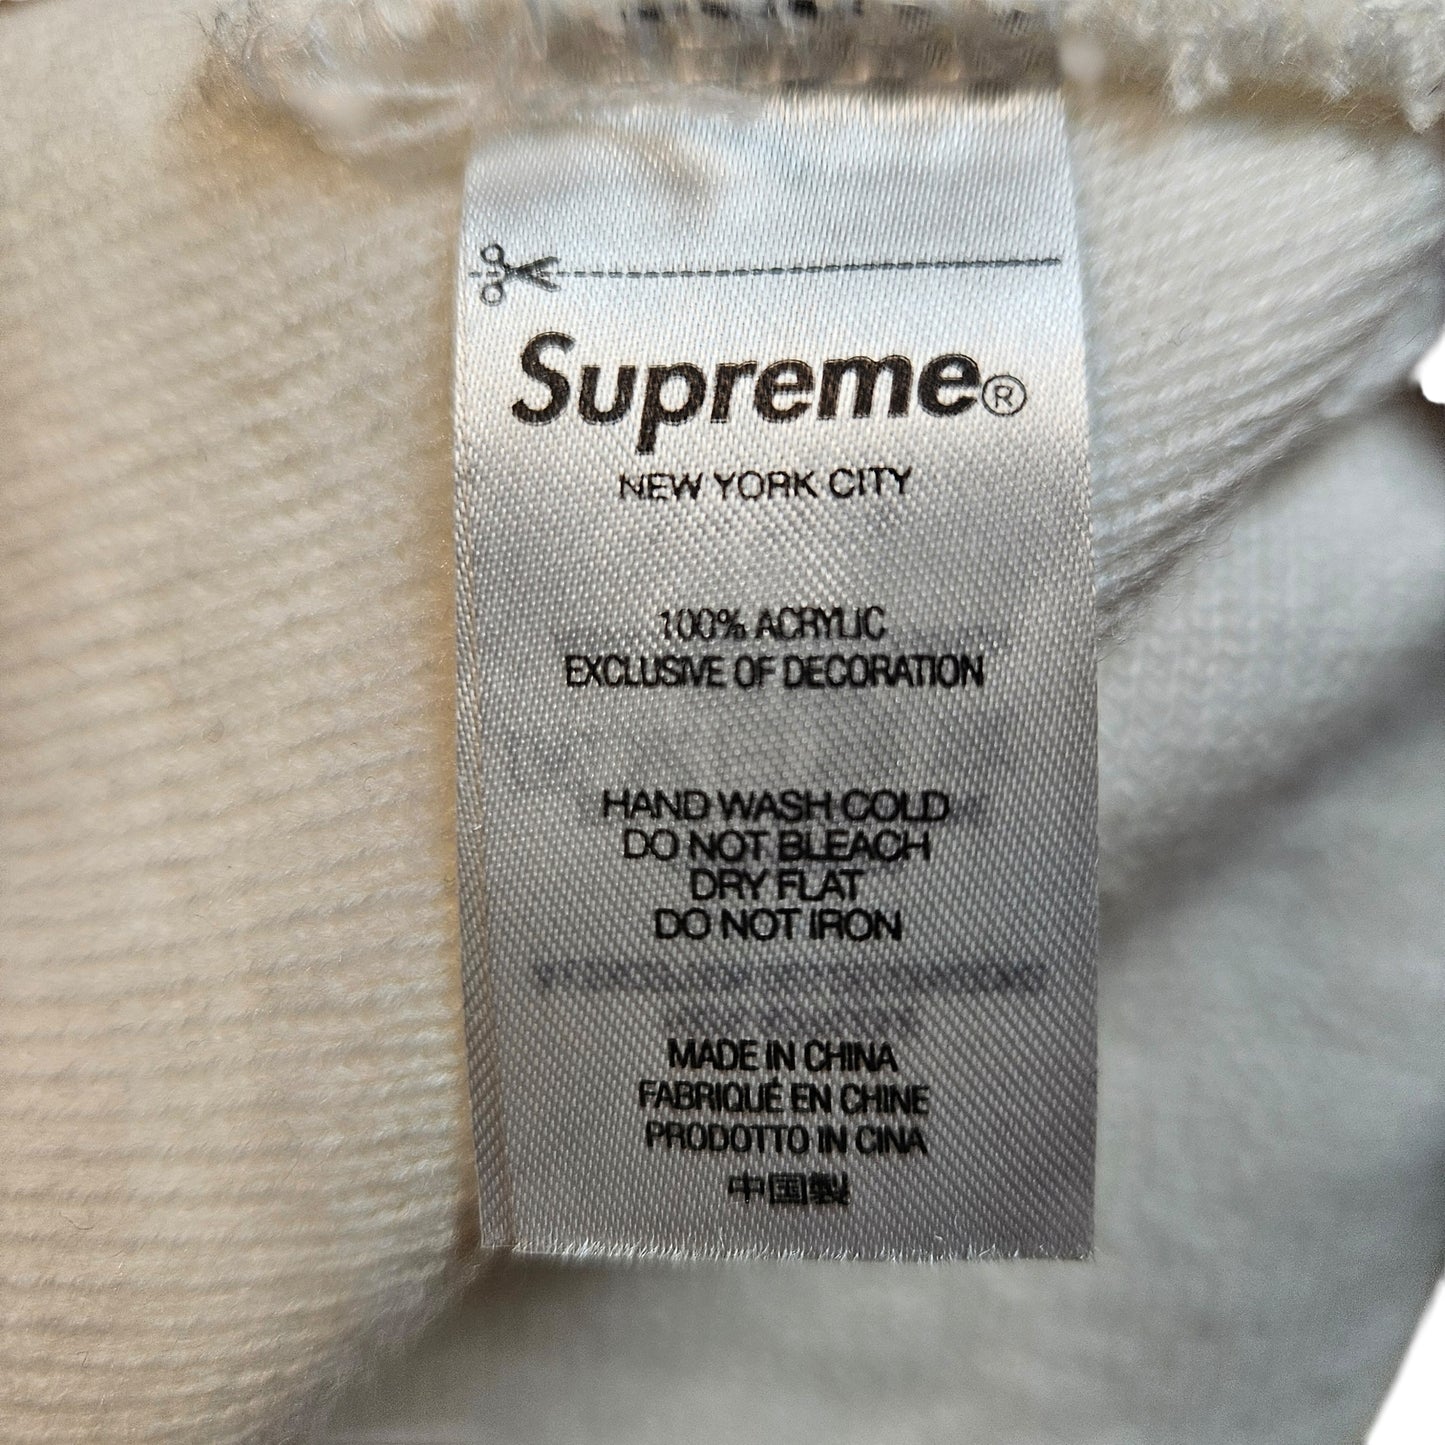 Supreme®
NEW YORK CITY
100% ACRYLIC
EXCLUSIVE OF DECORATION
HAND WASH COLD
DO NOT BLEACH
DRY FLAT
DO NOT IRON
MADE IN CHINA
FABRIQUÉ EN CHINE
PRODOTTO IN CINA
中国製